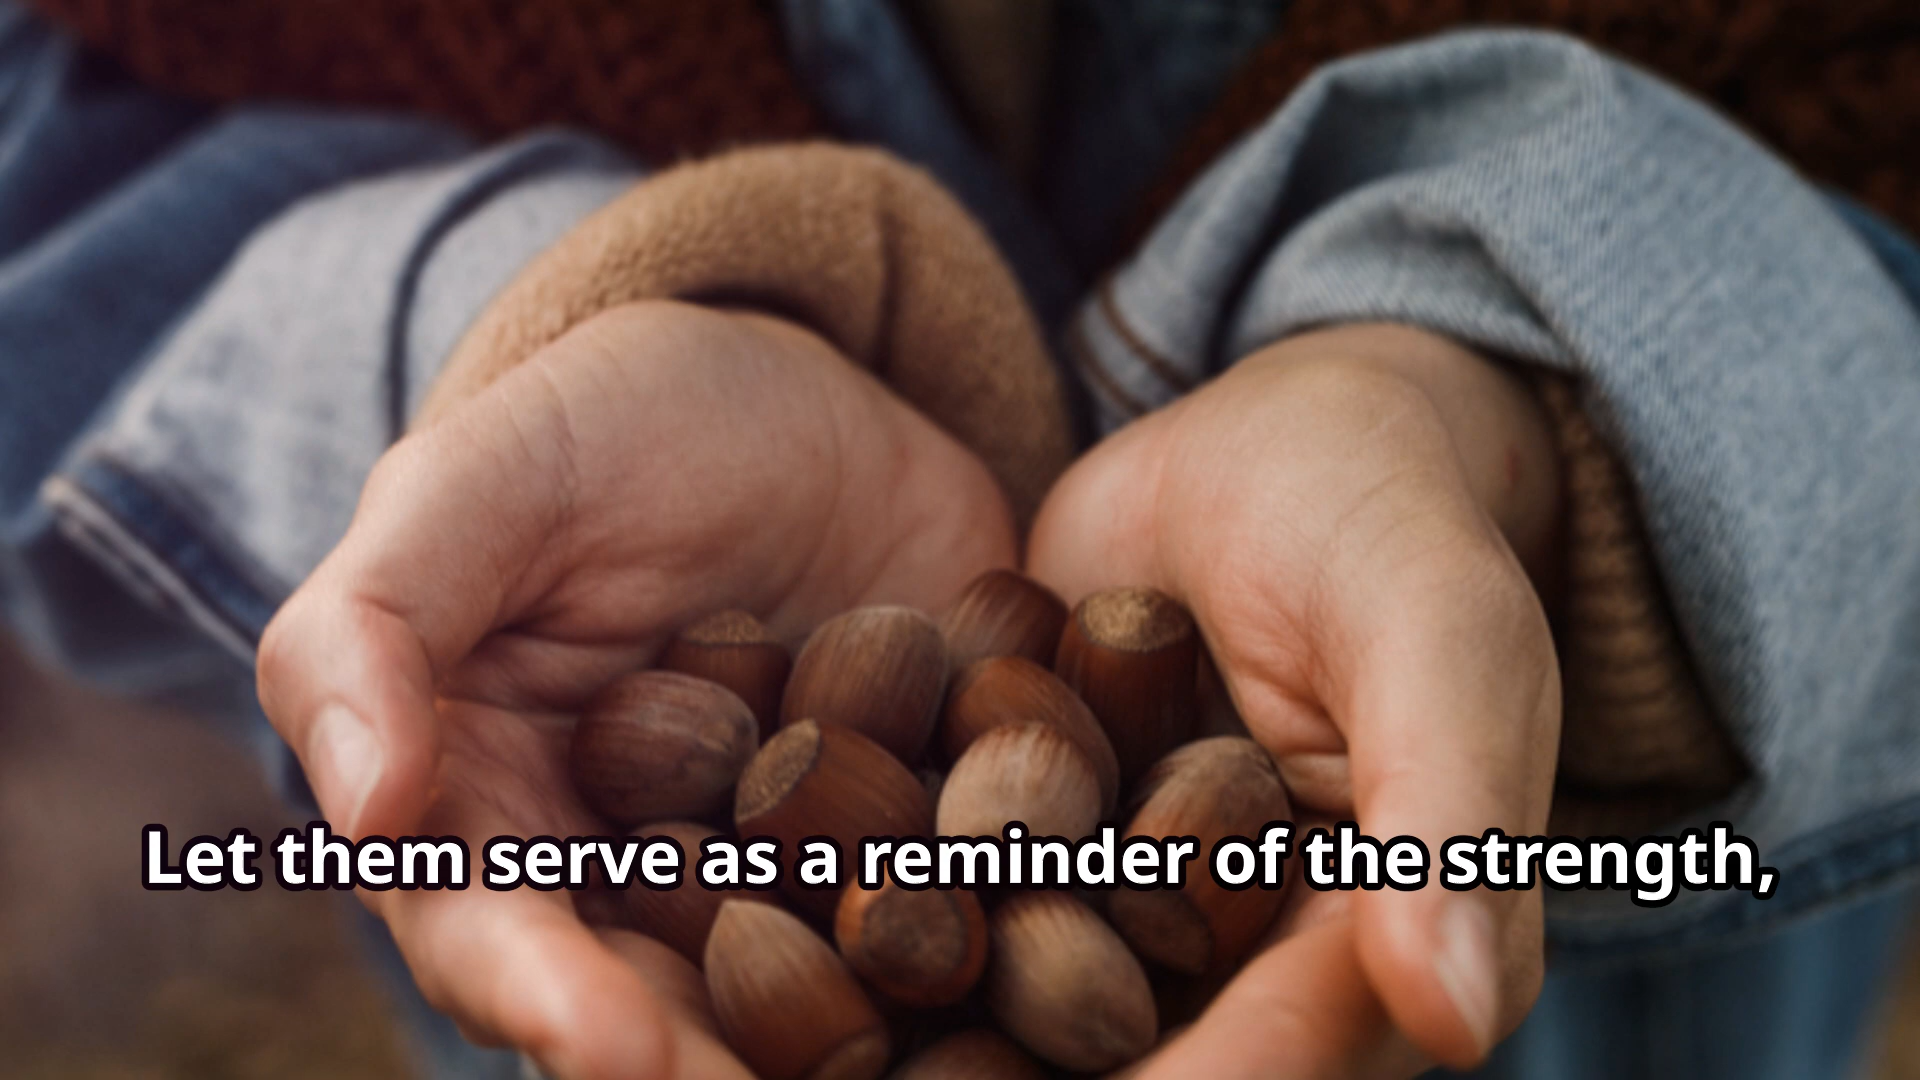 Let them serve as a reminder of the strength,